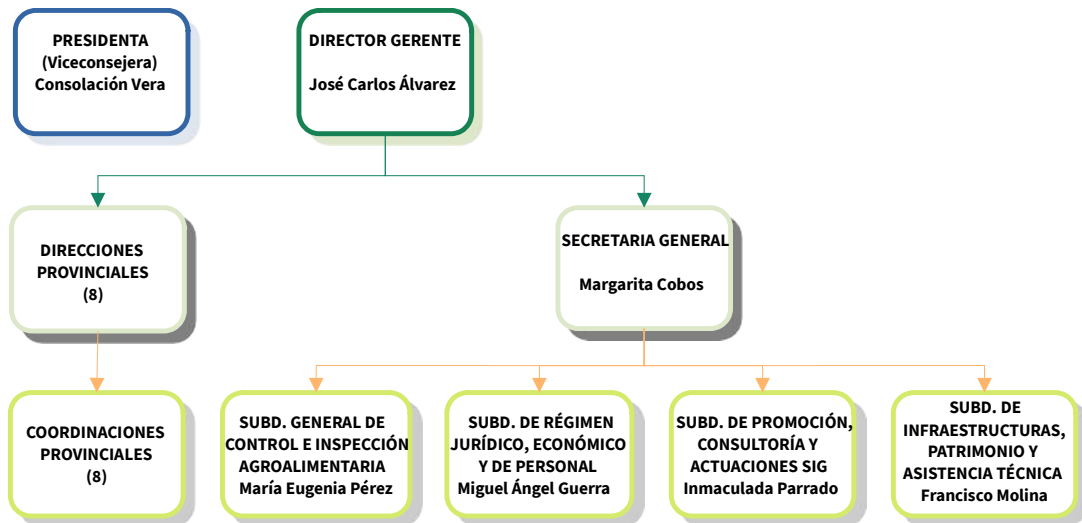 PRESIDENTA
(Viceconsejera)
Consolación Vera
DIRECTOR GERENTE
José Carlos Álvarez
DIRECCIONES
PROVINCIALES
(8)
SECRETARIA GENERAL
Margarita Cobos
COORDINACIONES
PROVINCIALES
(8)
SUBD. GENERAL DE
CONTROL E INSPECCIÓN
AGROALIMENTARIA
María Eugenia Pérez
SUBD. DE RÉGIMEN
JURÍDICO, ECONÓMICO
Y DE PERSONAL
Miguel Ángel Guerra
SUBD. DE PROMOCIÓN,
CONSULTORÍA Y
ACTUACIONES SIG
Inmaculada Parrado
SUBD. DE
INFRAESTRUCTURAS,
PATRIMONIO Y
ASISTENCIA TÉCNICA
Francisco Molina